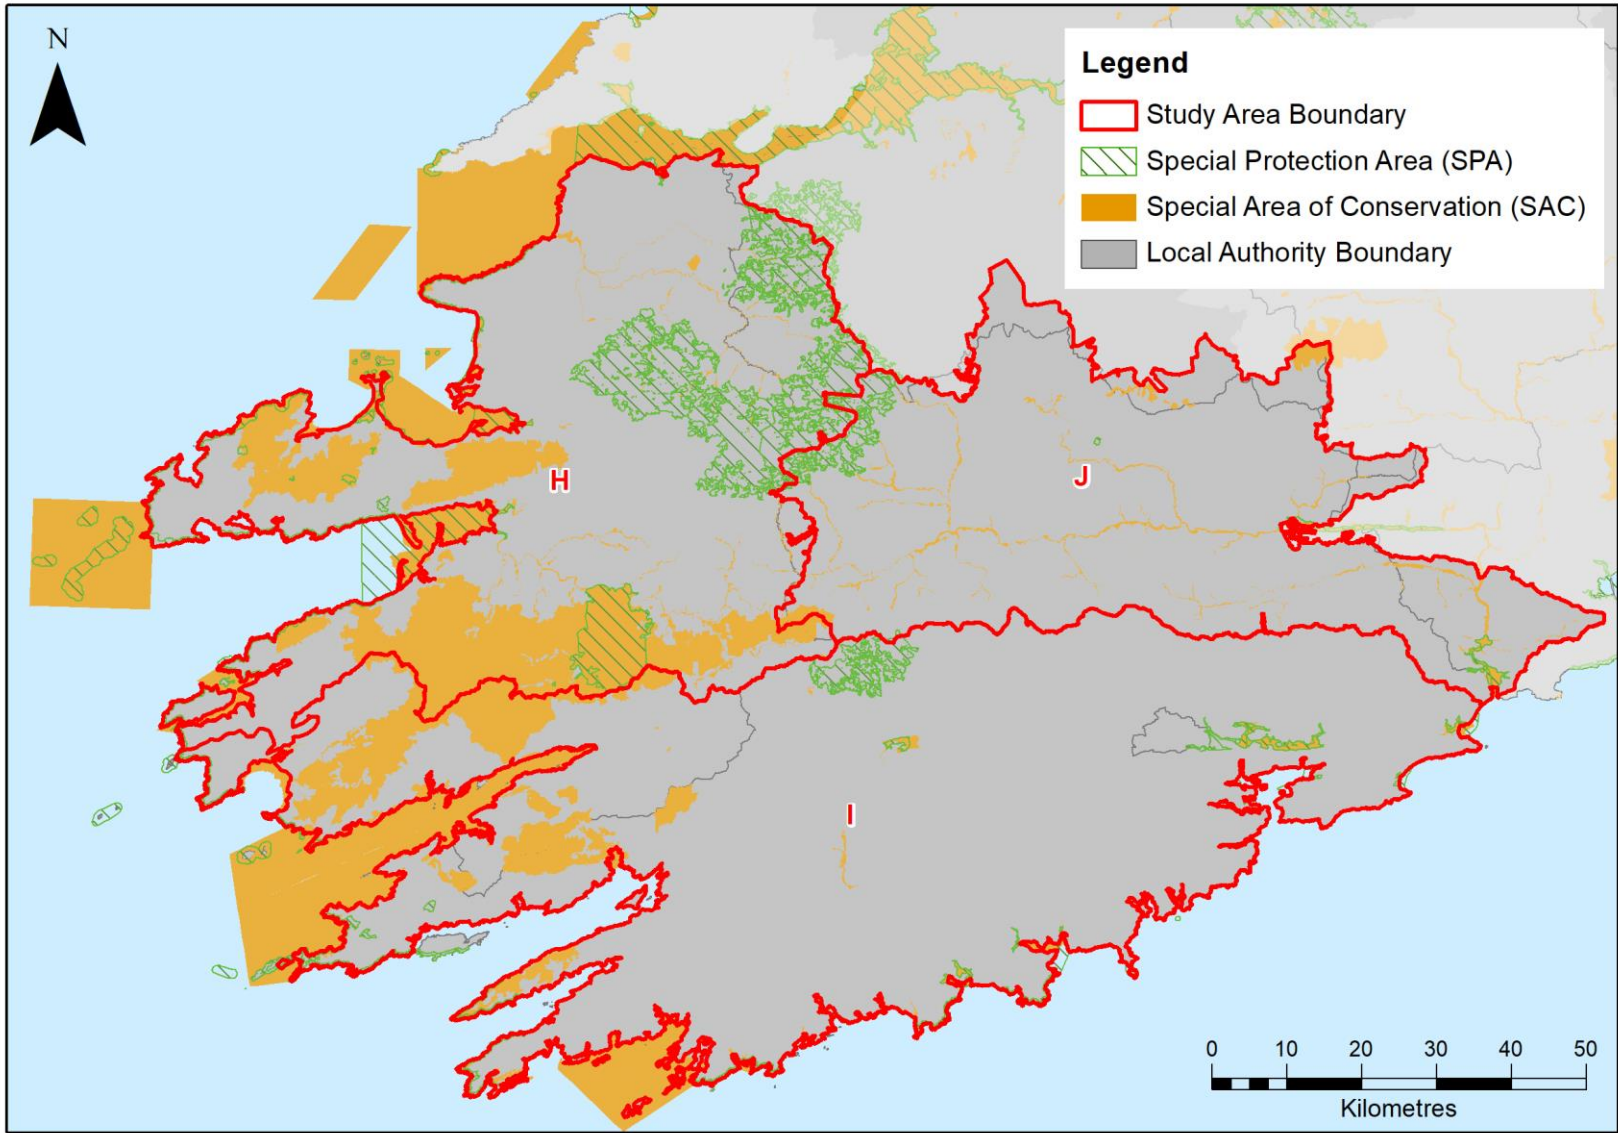 N
Legend
Study Area Boundary
Special Protection Area (SPA)
Special Area of Conservation (SAC)
Local Authority Boundary
H
J
I
0 10 20 30 40 50
Kilometres